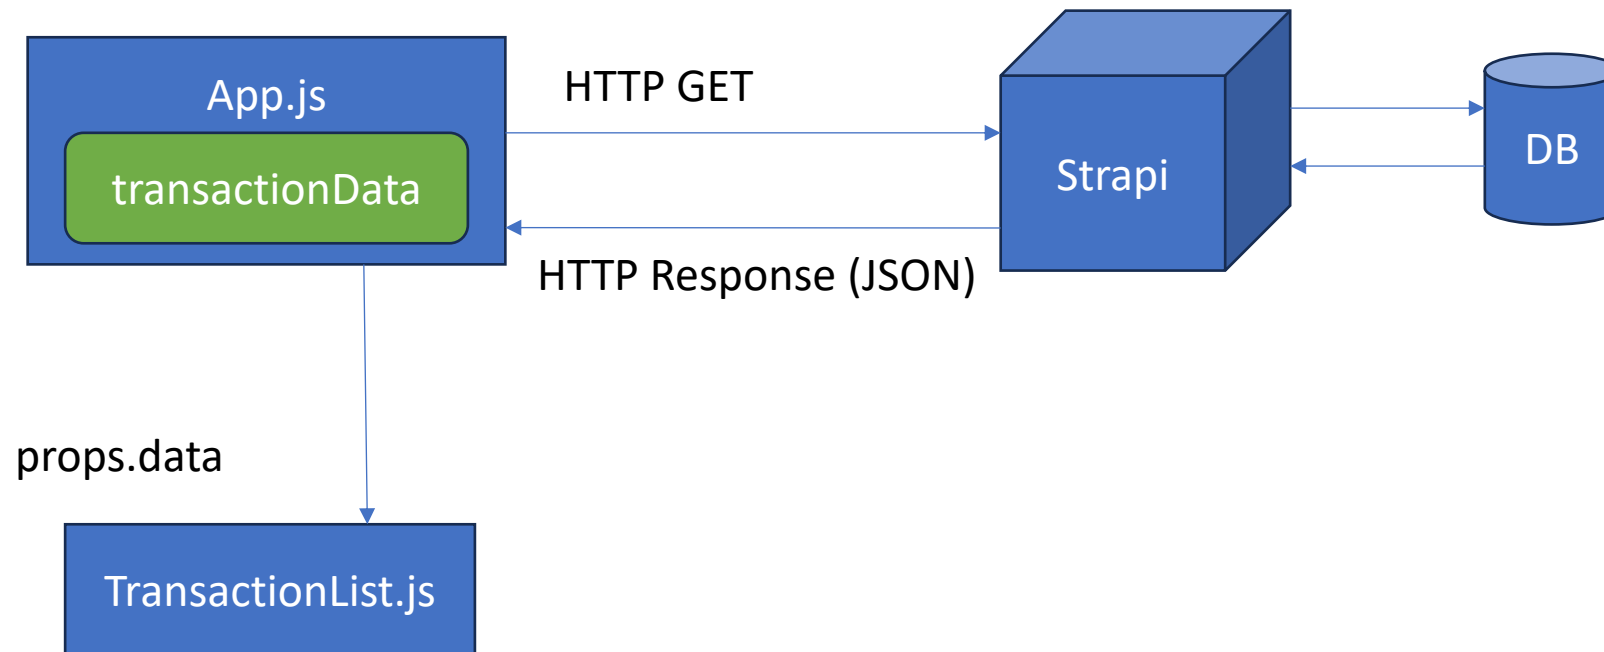 App.js
transactionData
HTTP GET
HTTP Response (JSON)
Strapi
DB
props.data
TransactionList.js